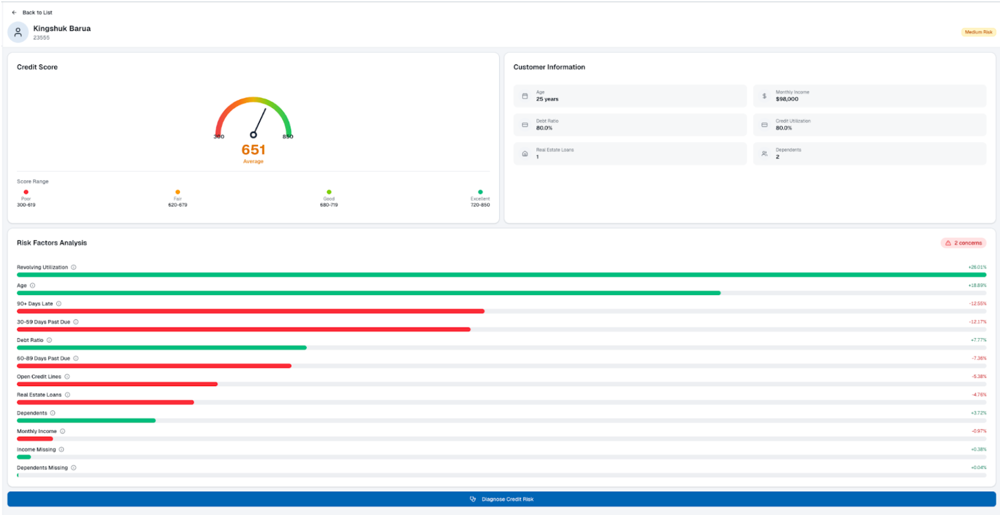 Back to List
Kingshuk Barua
23555
Medium Risk
Credit Score
300
850
651
Average
Score Range
Poor
300-619
Fair
620-679
Good
680-719
Excellent
720-850
Customer Information
Age
25 years
Monthly Income
$98,000
Debt Ratio
80.0%
Credit Utilization
80.0%
Real Estate Loans
1
Dependents
2
Risk Factors Analysis
2 concerns
Revolving Utilization
+26.01%
Age
+18.89%
90+ Days Late
-12.55%
30-59 Days Past Due
-12.17%
Debt Ratio
+7.77%
60-89 Days Past Due
-7.36%
Open Credit Lines
-5.38%
Real Estate Loans
-4.76%
Dependents
+3.72%
Monthly Income
-0.97%
Income Missing
+0.38%
Dependents Missing
+0.04%
Diagnose Credit Risk